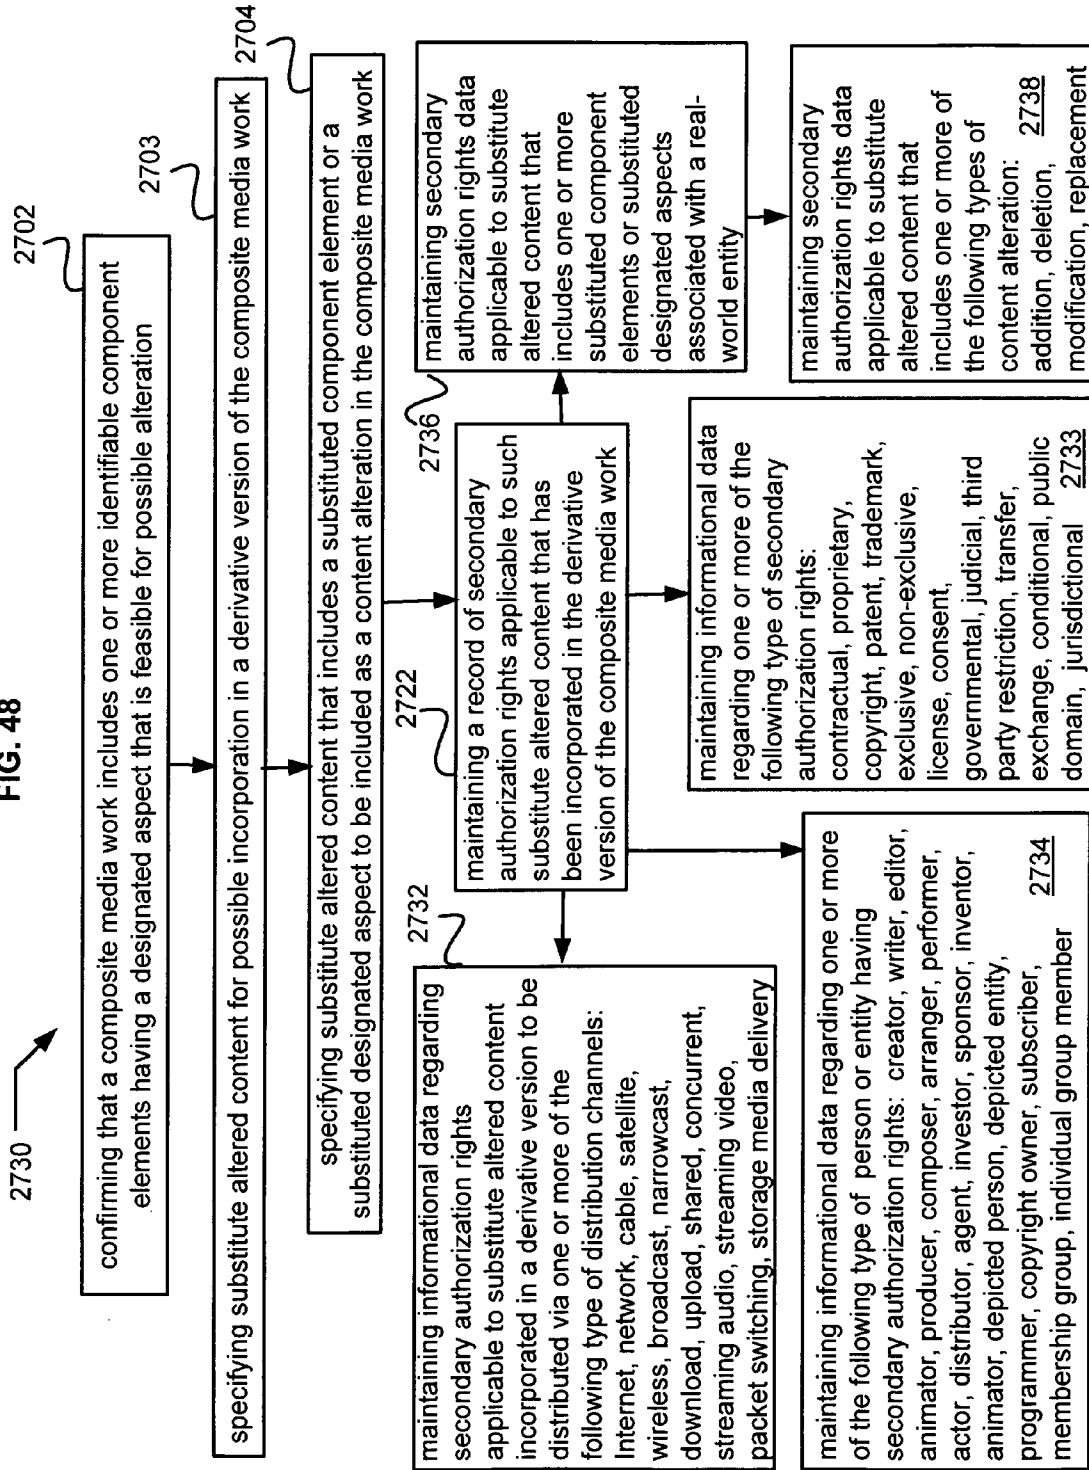 FIG. 48
2730
2702
confirming that a composite media work includes one or more identifiable component
elements having a designated aspect that is feasible for possible alteration
2703
specifying substitute altered content for possible incorporation in a derivative version of the composite media work
2704
specifying substitute altered content that includes a substituted component element or a
substituted designated aspect to be included as a content alteration in the composite media work
2722
maintaining a record of secondary
authorization rights applicable to such
substitute altered content that has
been incorporated in the derivative
version of the composite media work
2732
maintaining informational data regarding
secondary authorization rights
applicable to substitute altered content
incorporated in a derivative version to be
distributed via one or more of the
following type of distribution channels:
Internet, network, cable, satellite,
wireless, broadcast, narrowcast,
download, upload, shared, concurrent,
streaming audio, streaming video,
packet switching, storage media delivery
2736
maintaining secondary
authorization rights data
applicable to substitute
altered content that
includes one or more
substituted component
elements or substituted
designated aspects
associated with a real-
world entity
maintaining informational data regarding one or more
of the following type of person or entity having
secondary authorization rights: creator, writer, editor,
animator, producer, composer, arranger, performer,
actor, distributor, agent, investor, sponsor, inventor,
animator, depicted person, depicted entity,
programmer, copyright owner, subscriber,
membership group, individual group member 2734
maintaining informational data
regarding one or more of the
following type of secondary
authorization rights:
contractual, proprietary,
copyright, patent, trademark,
exclusive, non-exclusive,
license, consent,
governmental, judicial, third
party restriction, transfer,
exchange, conditional, public
domain, jurisdictional 2733
maintaining secondary
authorization rights data
applicable to substitute
altered content that
includes one or more of
the following types of
content alteration:
addition, deletion, 2738
modification, replacement